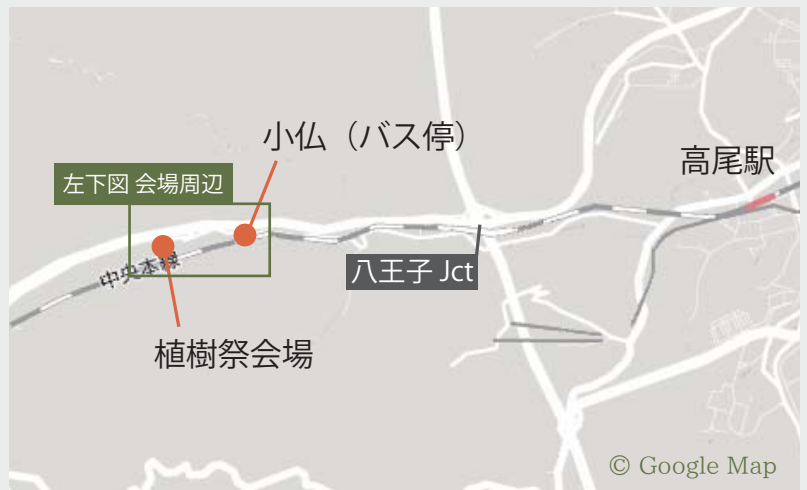 小仏（バス停）
高尾駅
左下図 会場周辺
中央本線
八王子 Jct
植樹祭会場
© Google Map